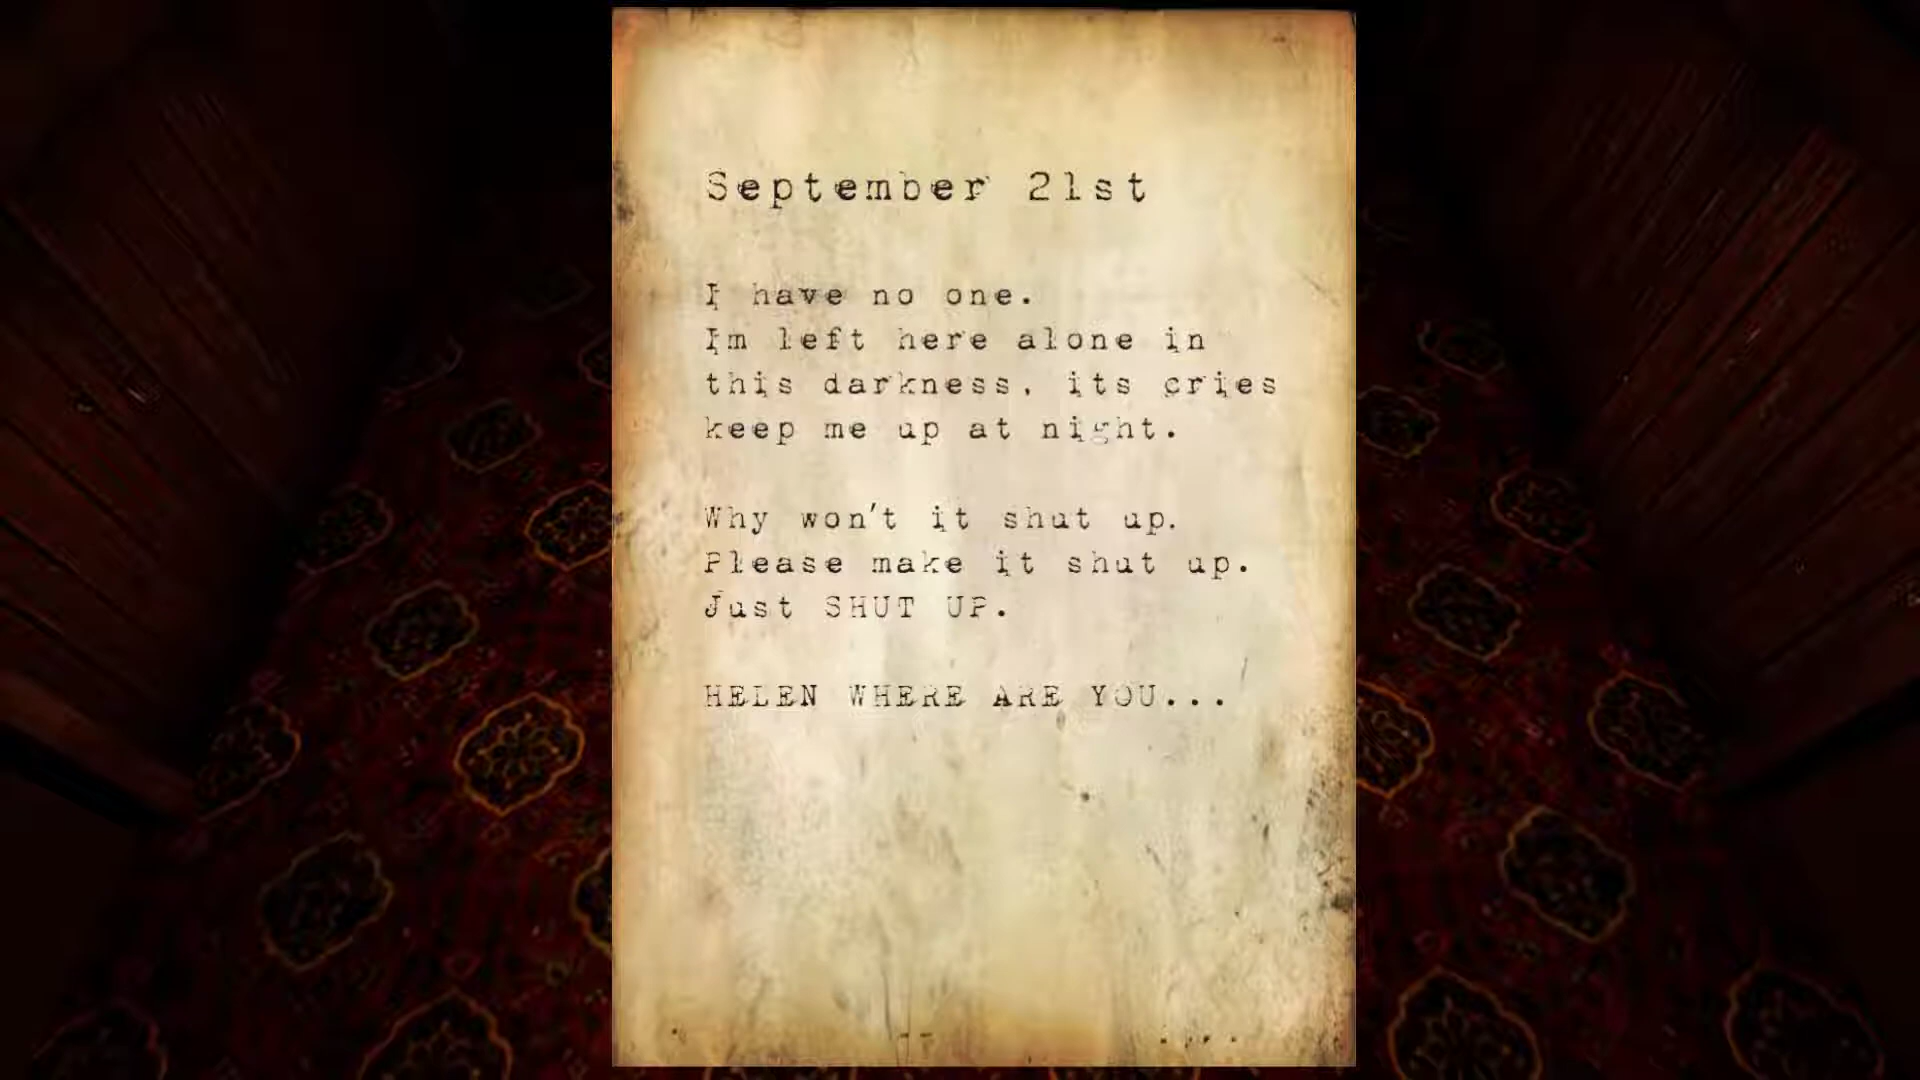 September 21st
I have no one.
Im left here alone in
this darkness, its cries
keep me up at night.
Why won't it shut up.
Please make it shut up.
Just SHUT UP.
HELEN WHERE ARE YOU...